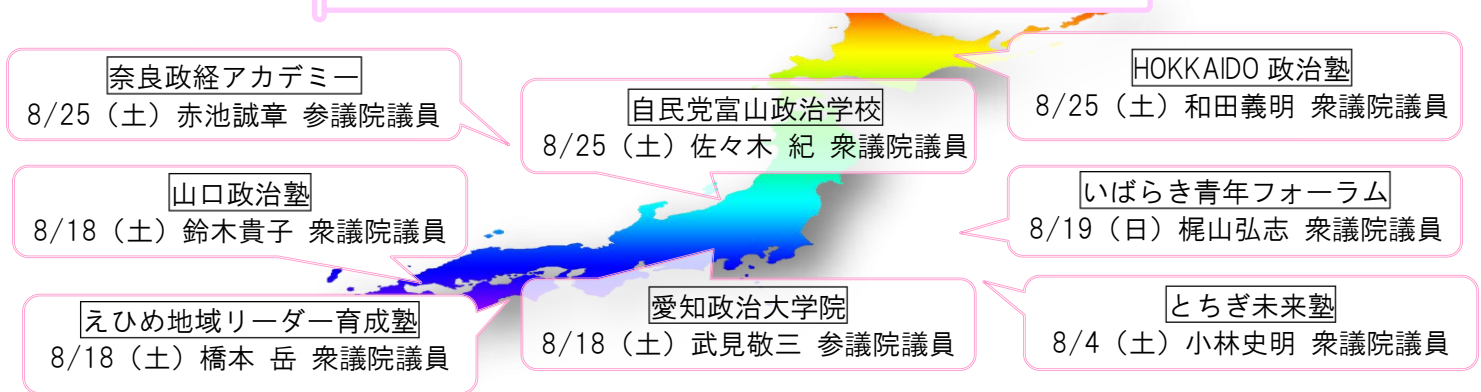 奈良政経アカデミー
8/25（土）赤池誠章 参議院議員
自民党富山政治学校
8/25（土）佐々木 紀 衆議院議員
HOKKAIDO 政治塾
8/25（土）和田義明 衆議院議員
山口政治塾
8/18（土）鈴木貴子 衆議院議員
いばらき青年フォーラム
8/19（日）梶山弘志 衆議院議員
えひめ地域リーダー育成塾
8/18（土）橋本 岳 衆議院議員
愛知政治大学院
8/18（土）武見敬三 参議院議員
とちぎ未来塾
8/4（土）小林史明 衆議院議員